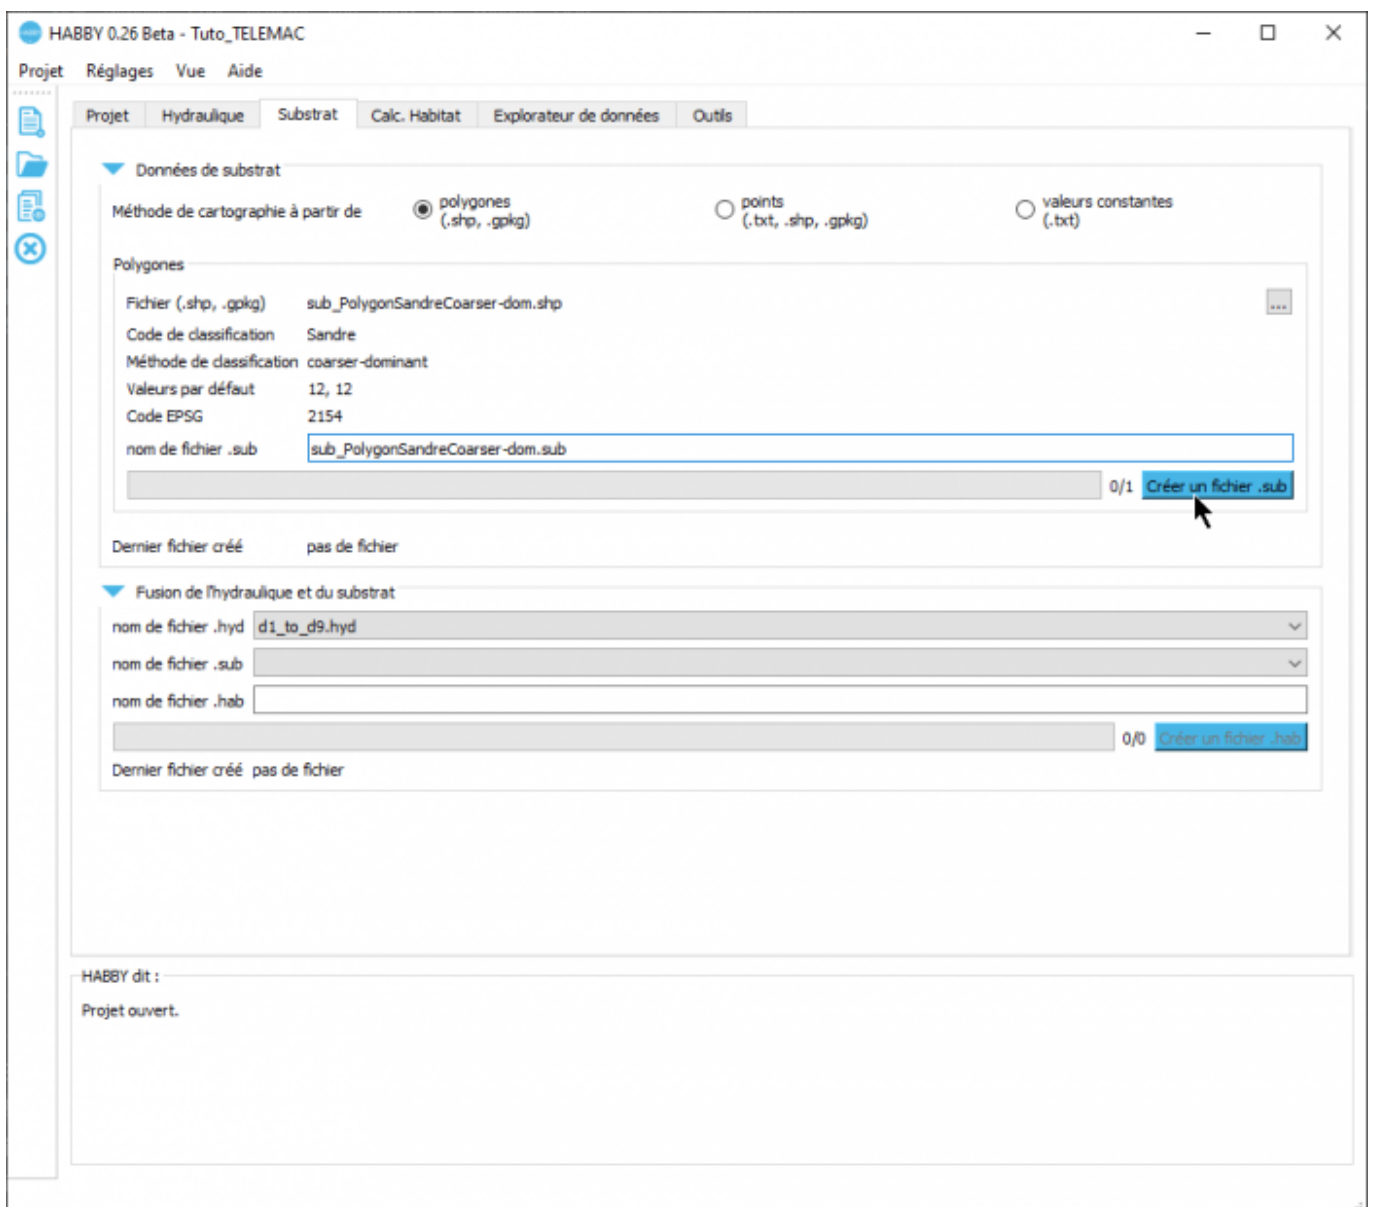 HABBY 0.26 Beta - Tuto_TELEMAC
Projet Réglages Vue Aide
Projet Hydraulique Substrat Calc. Habitat Explorateur de données Outils
Données de substrat
Méthode de cartographie à partir de
polygones
(.shp, .gpkg)
points
(.txt, .shp, .gpkg)
valeurs constantes
(.txt)
Polygones
Fichier (.shp, .gpkg) sub_PolygonSandreCoarser-dom.shp
...
Code de classification Sandre
Méthode de classification coarser-dominant
Valeurs par défaut 12, 12
Code EPSG 2154
nom de fichier .sub sub_PolygonSandreCoarser-dom.sub
0/1 Créer un fichier .sub
Dernier fichier créé pas de fichier
Fusion de l'hydraulique et du substrat
nom de fichier .hyd d1_to_d9.hyd
nom de fichier .sub
nom de fichier .hab
0/0 Créer un fichier .hab
Dernier fichier créé pas de fichier
HABBY dit :
Projet ouvert.